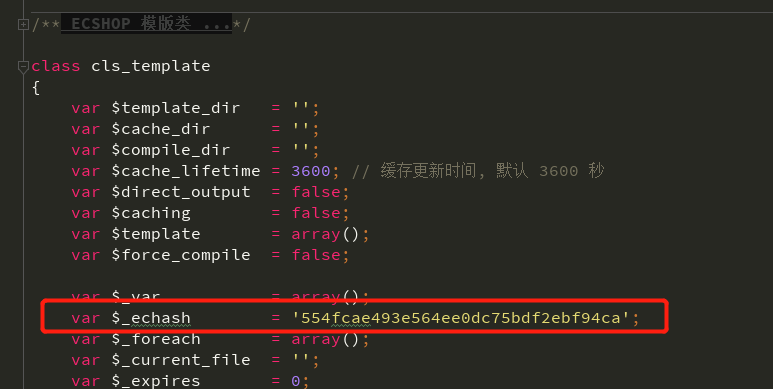 /** ECSHOP 模版类 ...*/
class cls_template
{
var $template_dir = '';
var $cache_dir = '';
var $compile_dir = '';
var $cache_lifetime = 3600; // 缓存更新时间, 默认 3600 秒
var $direct_output = false;
var $caching = false;
var $template = array();
var $force_compile = false;
var $_var = array();
var $_echash = '554fcae493e564ee0dc75bdf2ebf94ca';
var $_foreach = array();
var $_current_file = '';
var $_expires = 0;